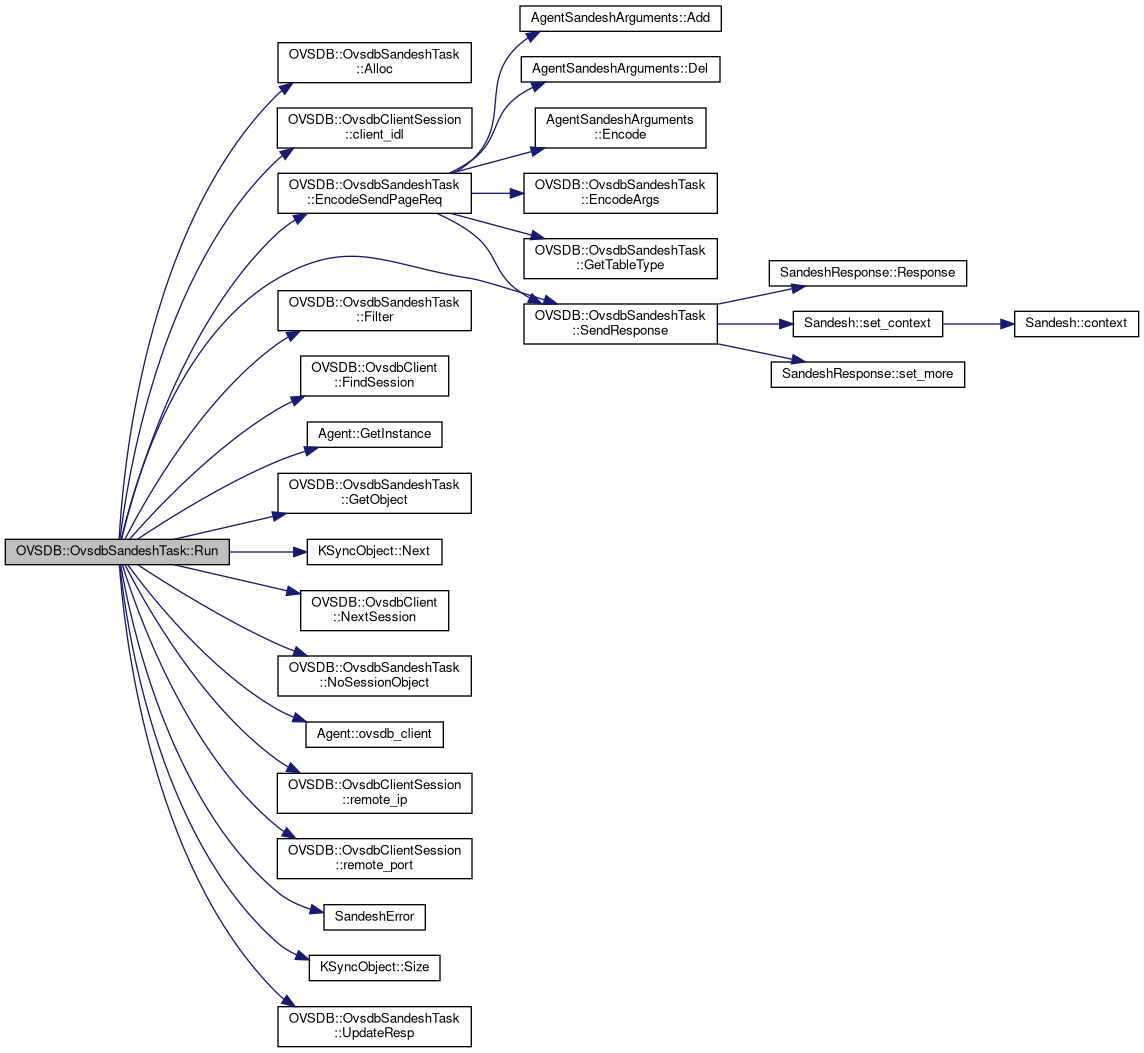 OVSDB::OvsdbSandeshTask::Run
OVSDB::OvsdbSandeshTask
::Alloc
OVSDB::OvsdbClientSession
::client_idl
OVSDB::OvsdbSandeshTask
::EncodeSendPageReq
AgentSandeshArguments::Add
AgentSandeshArguments::Del
AgentSandeshArguments
::Encode
OVSDB::OvsdbSandeshTask
::EncodeArgs
OVSDB::OvsdbSandeshTask
::GetTableType
OVSDB::OvsdbSandeshTask
::SendResponse
SandeshResponse::Response
Sandesh::set_context
Sandesh::context
SandeshResponse::set_more
OVSDB::OvsdbSandeshTask
::Filter
OVSDB::OvsdbClient
::FindSession
Agent::GetInstance
OVSDB::OvsdbSandeshTask
::GetObject
KSyncObject::Next
OVSDB::OvsdbClient
::NextSession
OVSDB::OvsdbSandeshTask
::NoSessionObject
Agent::ovsdb_client
OVSDB::OvsdbClientSession
::remote_ip
OVSDB::OvsdbClientSession
::remote_port
SandeshError
KSyncObject::Size
OVSDB::OvsdbSandeshTask
::UpdateResp